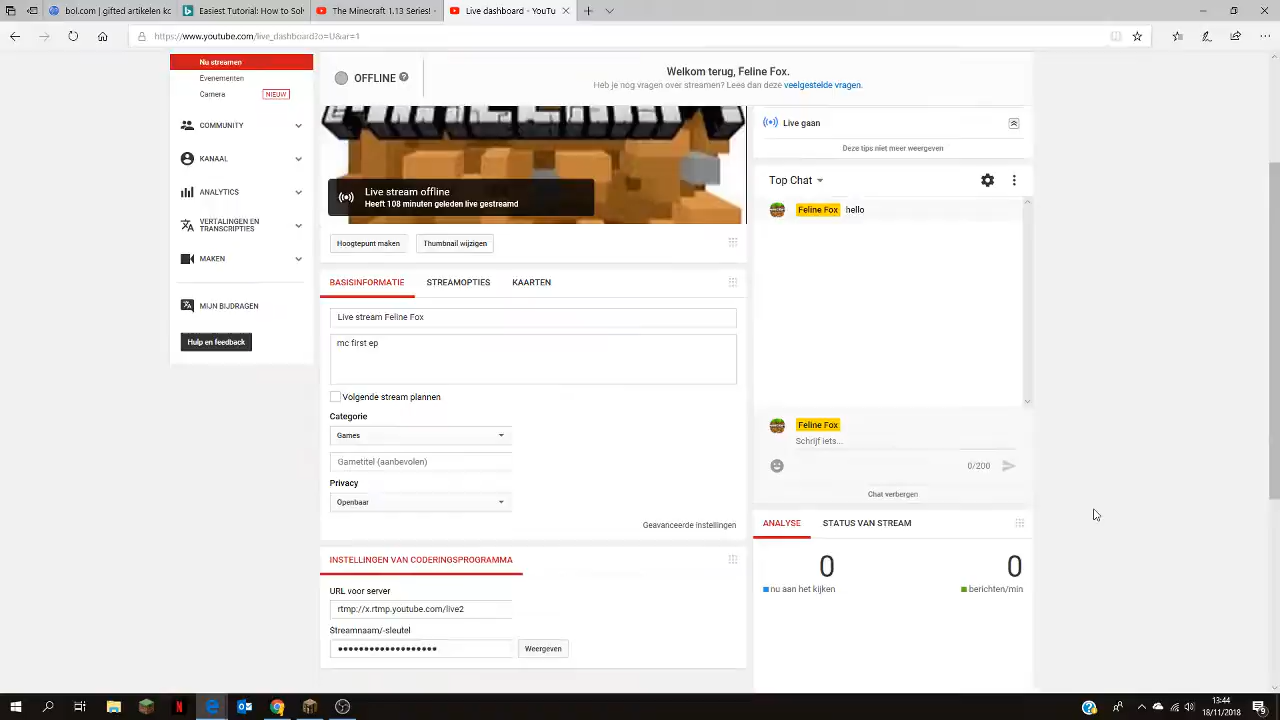 bol.com | gifted artikelen kc
Easiest Tutorial: How to Sol
The Minecraft 1.13 Series! -
Live dashboard - YouTu
https://www.youtube.com/live_dashboard?o=U&ar=1
Nu streamen
Evenementen
Camera
NIEUW
COMMUNITY
KANAAL
ANALYTICS
VERTALINGEN EN
TRANSCRIPTIES
MAKEN
MIJN BIJDRAGEN
Hulp en feedback
OFFLINE
Welkom terug, Feline Fox.
Heb je nog vragen over streamen? Lees dan deze veelgestelde vragen.
Live stream offline
Heeft 108 minuten geleden live gestreamd
Hoogtepunt maken
Thumbnail wijzigen
BASISINFORMATIE
STREAMOPTIES
KAARTEN
Live stream Feline Fox
mc first ep
Volgende stream plannen
Categorie
Games
Gametitel (aanbevolen)
Privacy
Openbaar
Geavanceerde instellingen
INSTELLINGEN VAN CODERINGSPROGRAMMA
URL voor server
rtmp://x.rtmp.youtube.com/live2
Streamnaam/-sleutel
Weergeven
Live gaan
Deze tips niet meer weergeven
Top Chat
Feline Fox hello
Feline Fox
Schrijf iets...
0/200
Chat verbergen
ANALYSE
STATUS VAN STREAM
0
nu aan het kijken
0
berichten/min
13:44
18/11/2018